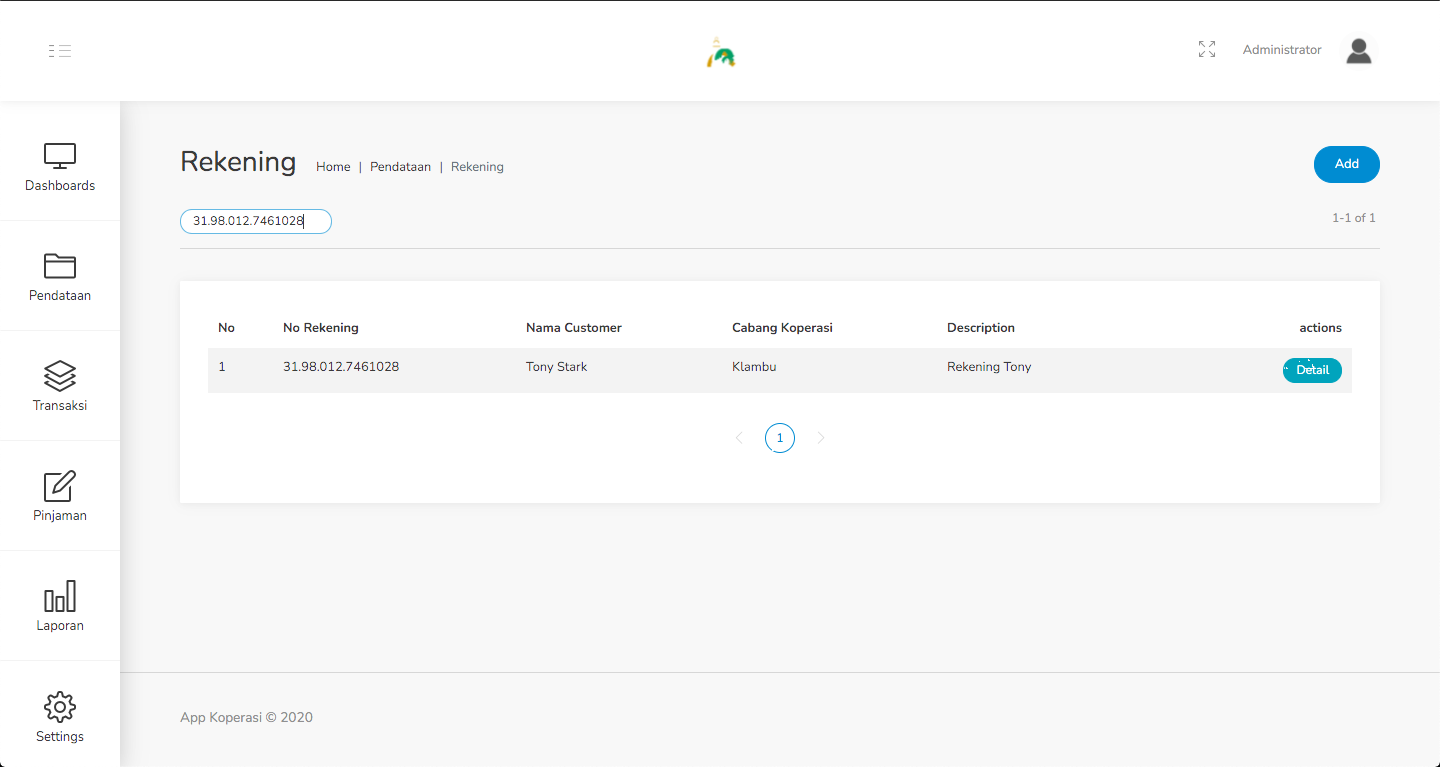 Administrator
Dashboards
Pendataan
Transaksi
Pinjaman
Laporan
Settings
Rekening Home | Pendataan | Rekening
Add
31.98.012.7461028
1-1 of 1
No No Rekening Nama Customer Cabang Koperasi Description actions
1 31.98.012.7461028 Tony Stark Klambu Rekening Tony Detail
1
App Koperasi © 2020